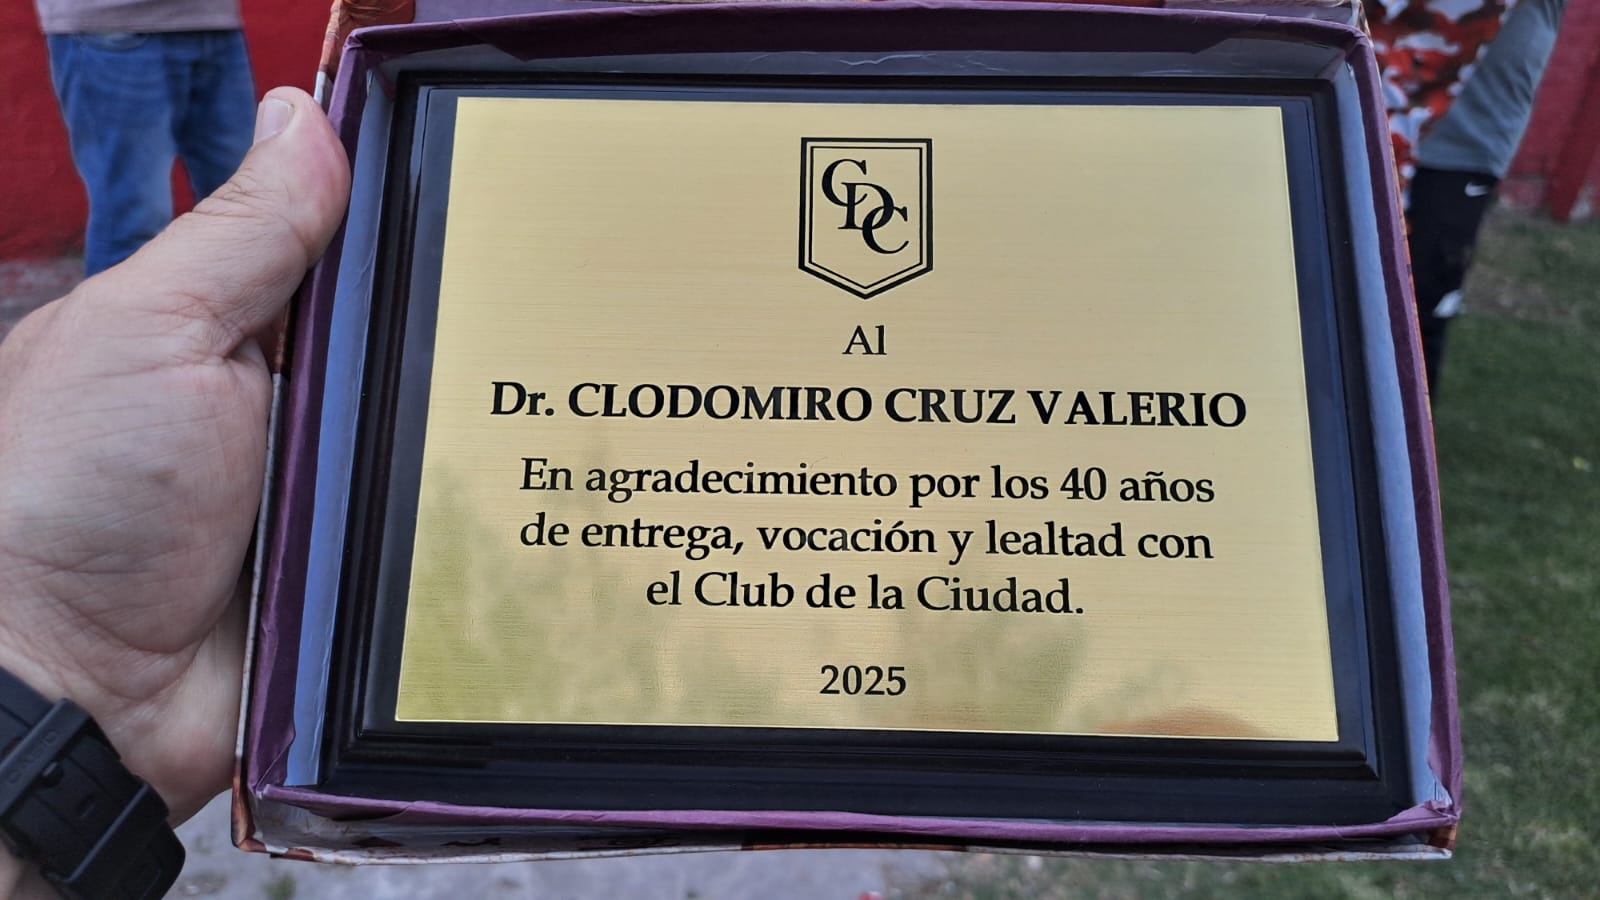 CDC
Al
Dr. CLODOMIRO CRUZ VALERIO
En agradecimiento por los 40 años
de entrega, vocación y lealtad con
el Club de la Ciudad.
2025
CASIO